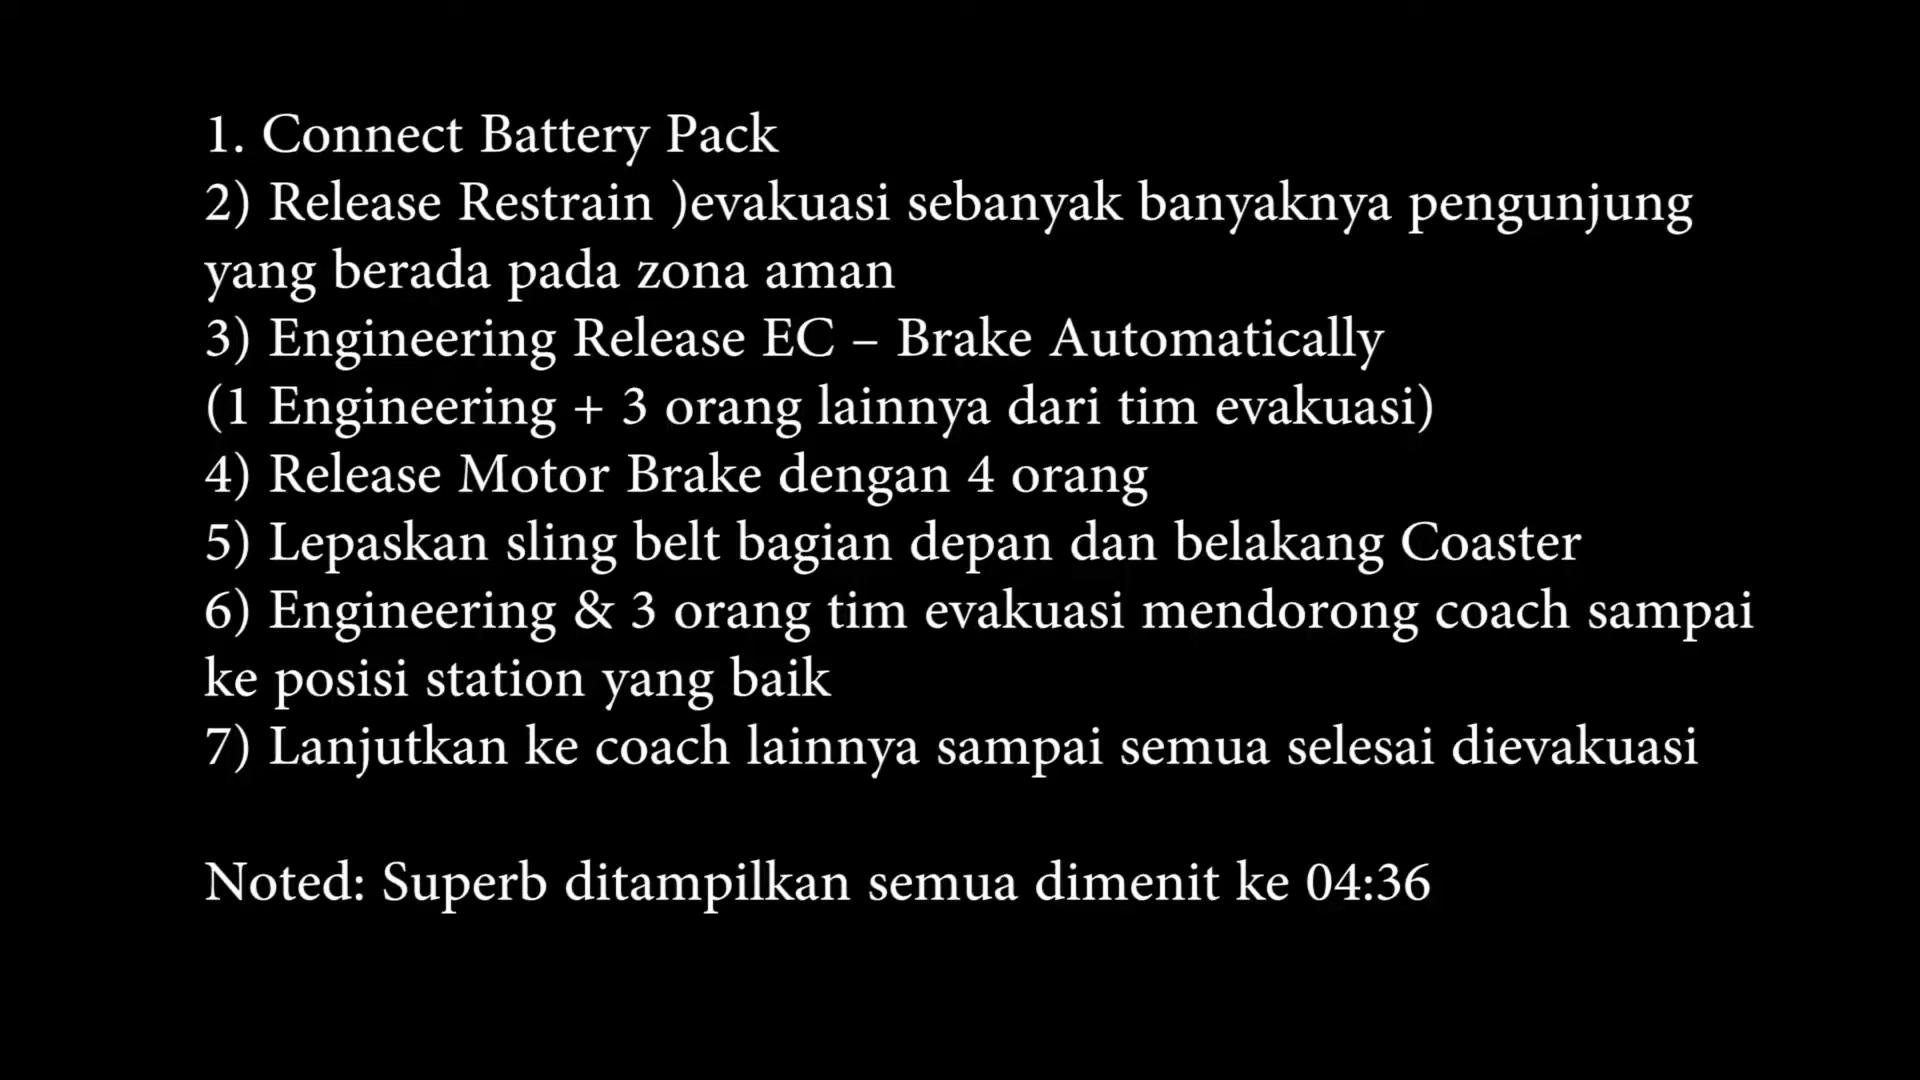 1. Connect Battery Pack
2) Release Restrain )evakuasi sebanyak banyaknya pengunjung
yang berada pada zona aman
3) Engineering Release EC – Brake Automatically
(1 Engineering + 3 orang lainnya dari tim evakuasi)
4) Release Motor Brake dengan 4 orang
5) Lepaskan sling belt bagian depan dan belakang Coaster
6) Engineering & 3 orang tim evakuasi mendorong coach sampai
ke posisi station yang baik
7) Lanjutkan ke coach lainnya sampai semua selesai dievakuasi
Noted: Superb ditampilkan semua dimenit ke 04:36